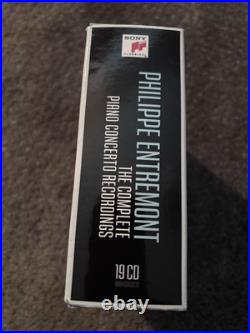 SONY
CLASSICAL
PHILIPPE ENTREMONT
THE COMPLETE
PIANO CONCERTO RECORDINGS
19 CD